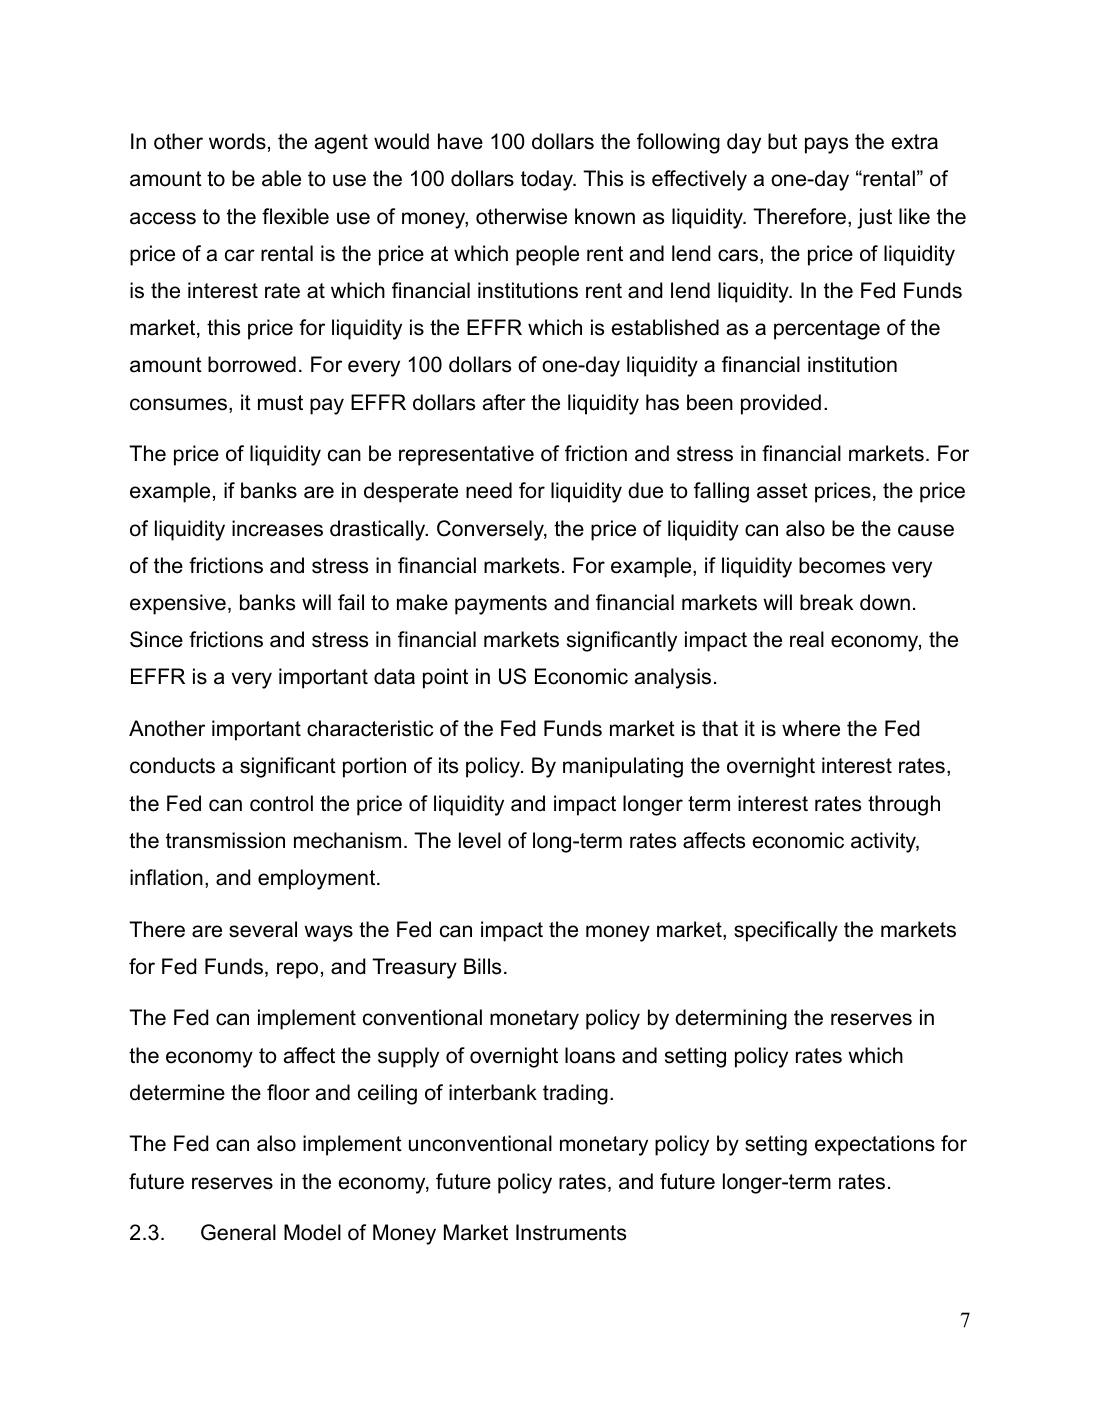 In other words, the agent would have 100 dollars the following day but pays the extra
amount to be able to use the 100 dollars today. This is effectively a one-day “rental” of
access to the flexible use of money, otherwise known as liquidity. Therefore, just like the
price of a car rental is the price at which people rent and lend cars, the price of liquidity
is the interest rate at which financial institutions rent and lend liquidity. In the Fed Funds
market, this price for liquidity is the EFFR which is established as a percentage of the
amount borrowed. For every 100 dollars of one-day liquidity a financial institution
consumes, it must pay EFFR dollars after the liquidity has been provided.
The price of liquidity can be representative of friction and stress in financial markets. For
example, if banks are in desperate need for liquidity due to falling asset prices, the price
of liquidity increases drastically. Conversely, the price of liquidity can also be the cause
of the frictions and stress in financial markets. For example, if liquidity becomes very
expensive, banks will fail to make payments and financial markets will break down.
Since frictions and stress in financial markets significantly impact the real economy, the
EFFR is a very important data point in US Economic analysis.
Another important characteristic of the Fed Funds market is that it is where the Fed
conducts a significant portion of its policy. By manipulating the overnight interest rates,
the Fed can control the price of liquidity and impact longer term interest rates through
the transmission mechanism. The level of long-term rates affects economic activity,
inflation, and employment.
There are several ways the Fed can impact the money market, specifically the markets
for Fed Funds, repo, and Treasury Bills.
The Fed can implement conventional monetary policy by determining the reserves in
the economy to affect the supply of overnight loans and setting policy rates which
determine the floor and ceiling of interbank trading.
The Fed can also implement unconventional monetary policy by setting expectations for
future reserves in the economy, future policy rates, and future longer-term rates.
2.3. General Model of Money Market Instruments
7